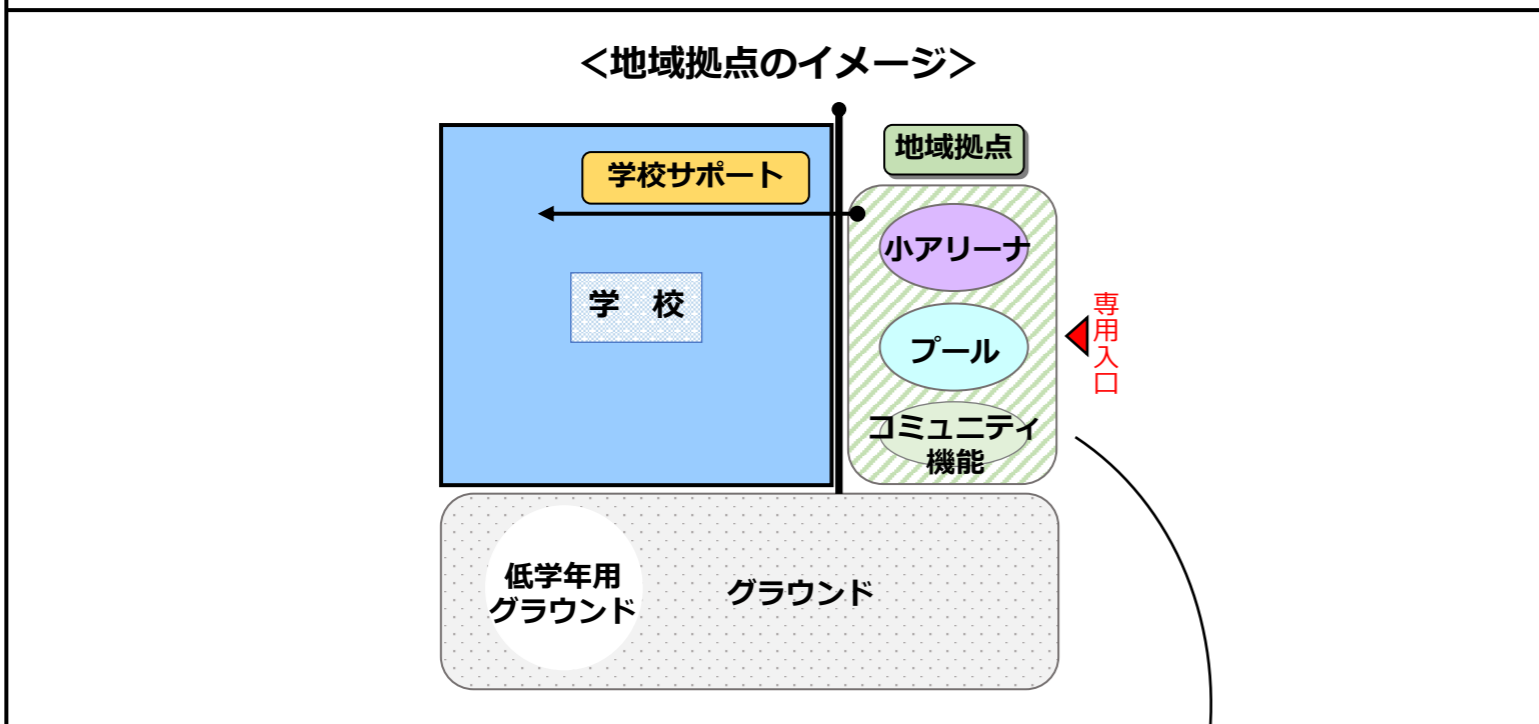 <地域拠点のイメージ>
地域拠点
学校サポート
小アリーナ
学　校
プール
専用入口
コミュニティ
機能
低学年用
グラウンド
グラウンド